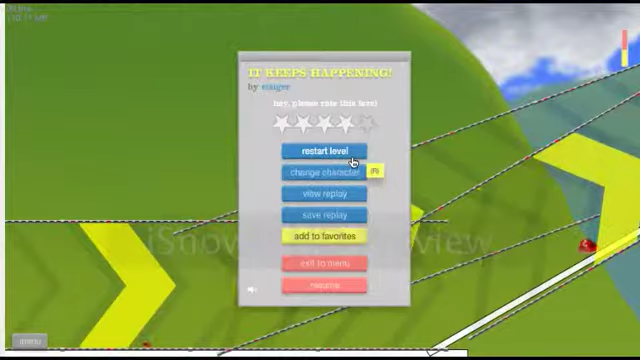 IT KEEPS HAPPENING!
by
hey, please rate this level
restart level
change character
(R)
view replay
save replay
add to favorites
exit to menu
resume
menu